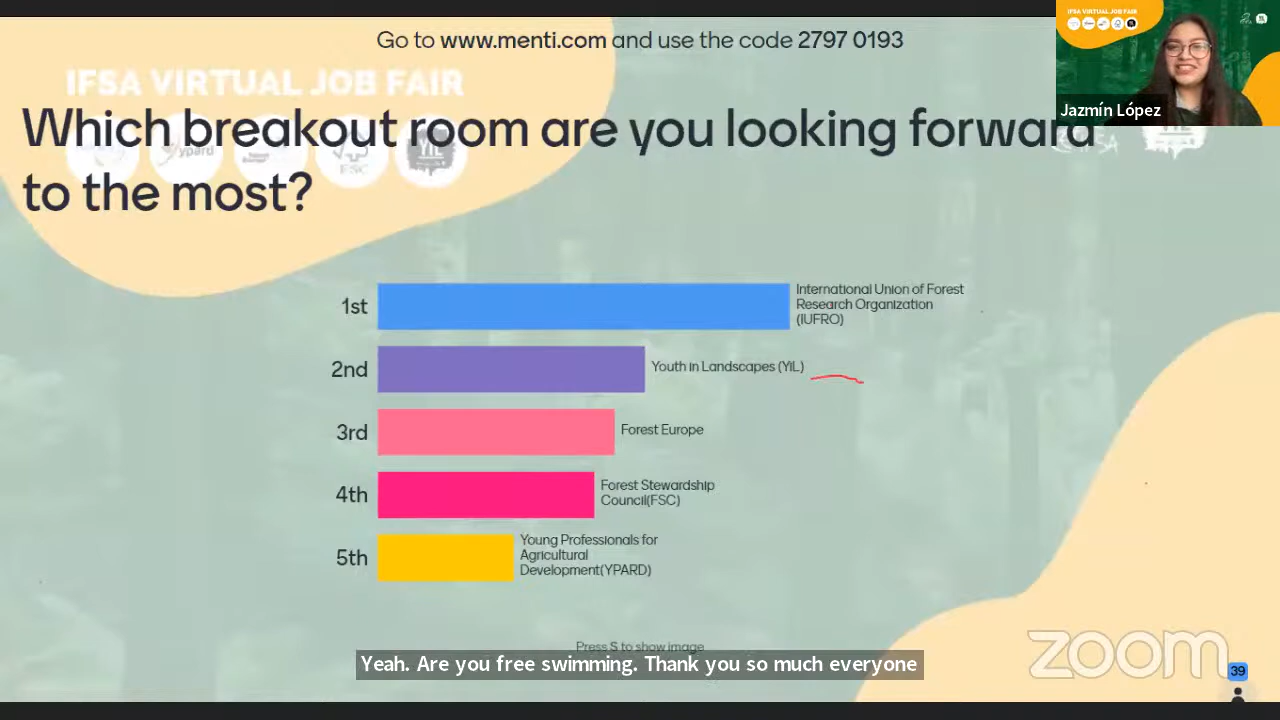 Go to www.menti.com and use the code 2797 0193
IFSA VIRTUAL JOB FAIR
IFSA VIRTUAL JOB FAIR
Jazmín López
Which breakout room are you looking forward
to the most?
ypard
FSC
YIL
1st
International Union of Forest
Research Organization
(IUFRO)
2nd
Youth in Landscapes (YiL)
3rd
Forest Europe
4th
Forest Stewardship
Council(FSC)
5th
Young Professionals for
Agricultural
Development(YPARD)
Press S to show image
Yeah. Are you free swimming. Thank you so much everyone
zoom
39